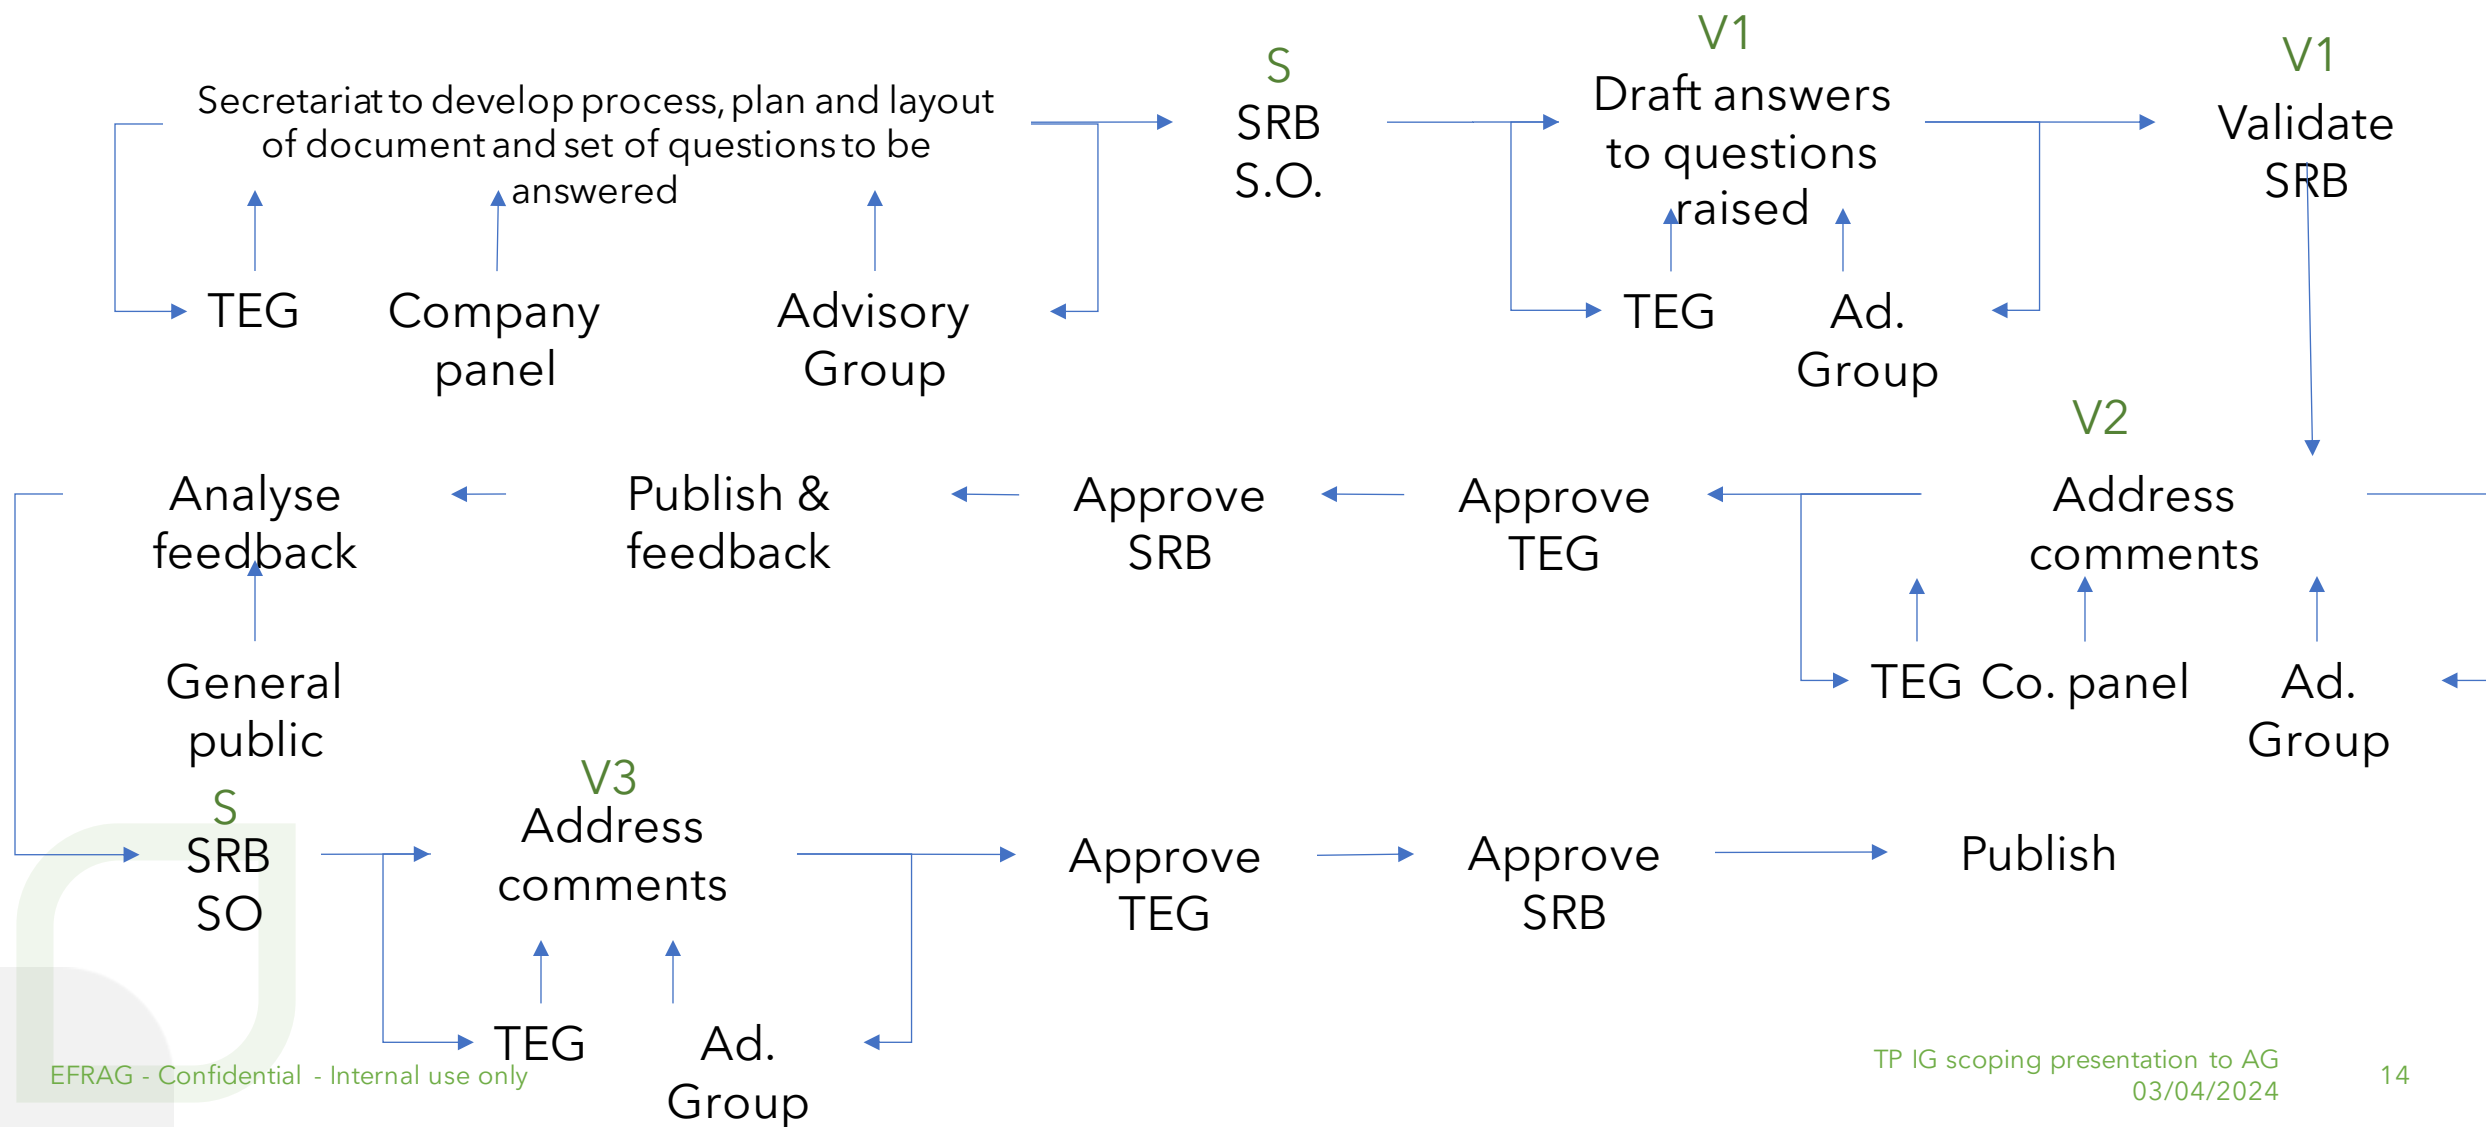 V1
V1
S
Secretariat to develop process, plan and layout
of document and set of questions to be
answered
SRB
S.O.
Draft answers
to questions
raised
Validate
SRB
TEG
Company
panel
Advisory
Group
TEG
Ad.
Group
V2
Analyse
feedback
Publish &
feedback
Approve
SRB
Approve
TEG
Address
comments
General
public
TEG
Co. panel
Ad.
Group
S
SRB
SO
V3
Address
comments
Approve
TEG
Approve
SRB
Publish
TEG
Ad.
Group
EFRAG - Confidential - Internal use only
TP IG scoping presentation to AG
03/04/2024
14